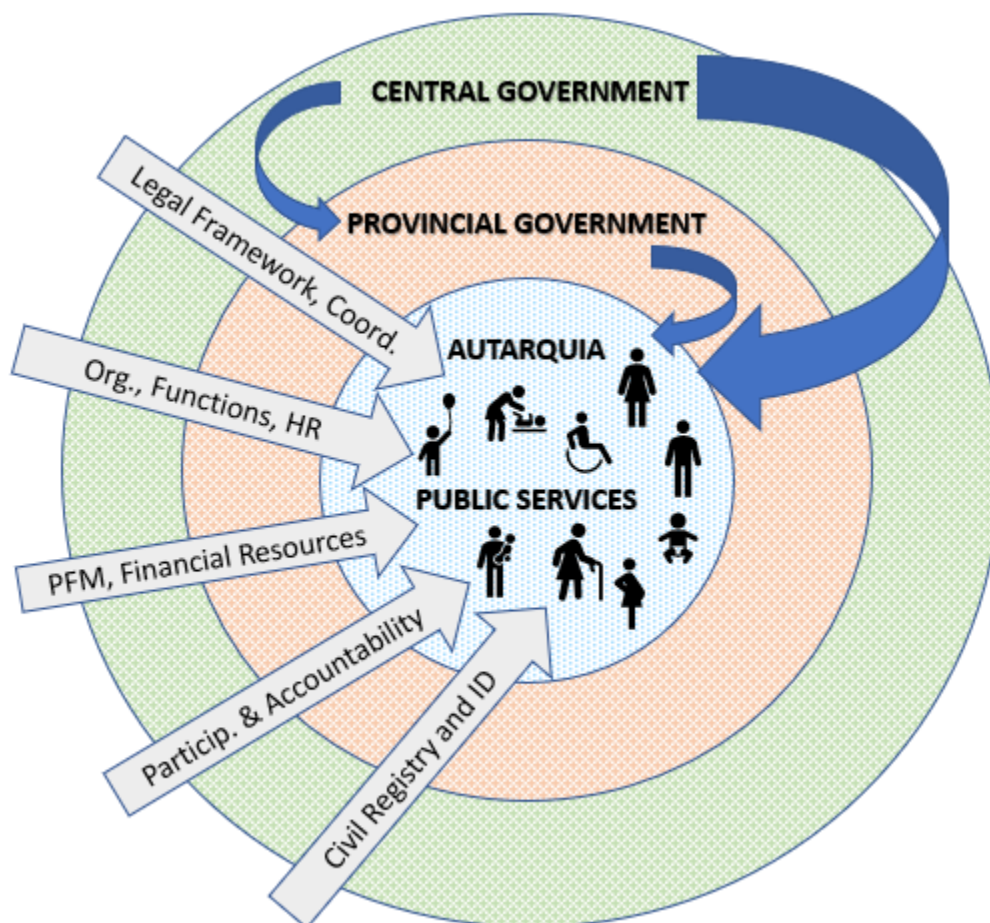 CENTRAL GOVERNMENT
PROVINCIAL GOVERNMENT
Legal Framework, Coord.
Org., Functions, HR
AUTARQUIA
PUBLIC SERVICES
PFM, Financial Resources
Particip. & Accountability
Civil Registry and ID